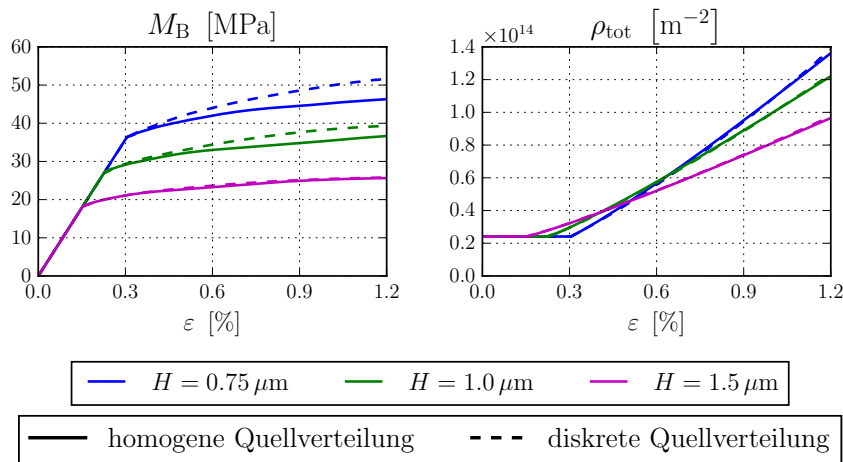 M_B [MPa]
60
50
40
30
20
10
0
0.0 0.3 0.6 0.9 1.2
ε [%]
×10^14 ρ_tot [m^−2]
1.4
1.2
1.0
0.8
0.6
0.4
0.2
0.0
0.0 0.3 0.6 0.9 1.2
ε [%]
H = 0.75 μm H = 1.0 μm H = 1.5 μm
homogene Quellverteilung diskrete Quellverteilung